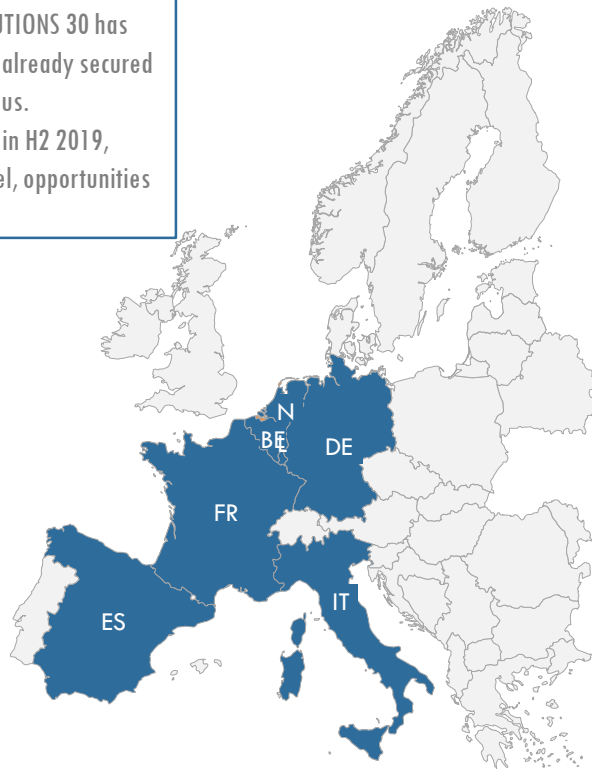 UTIONS 30 has
already secured
us.
in H2 2019,
el, opportunities
N
BE
L
DE
FR
IT
ES